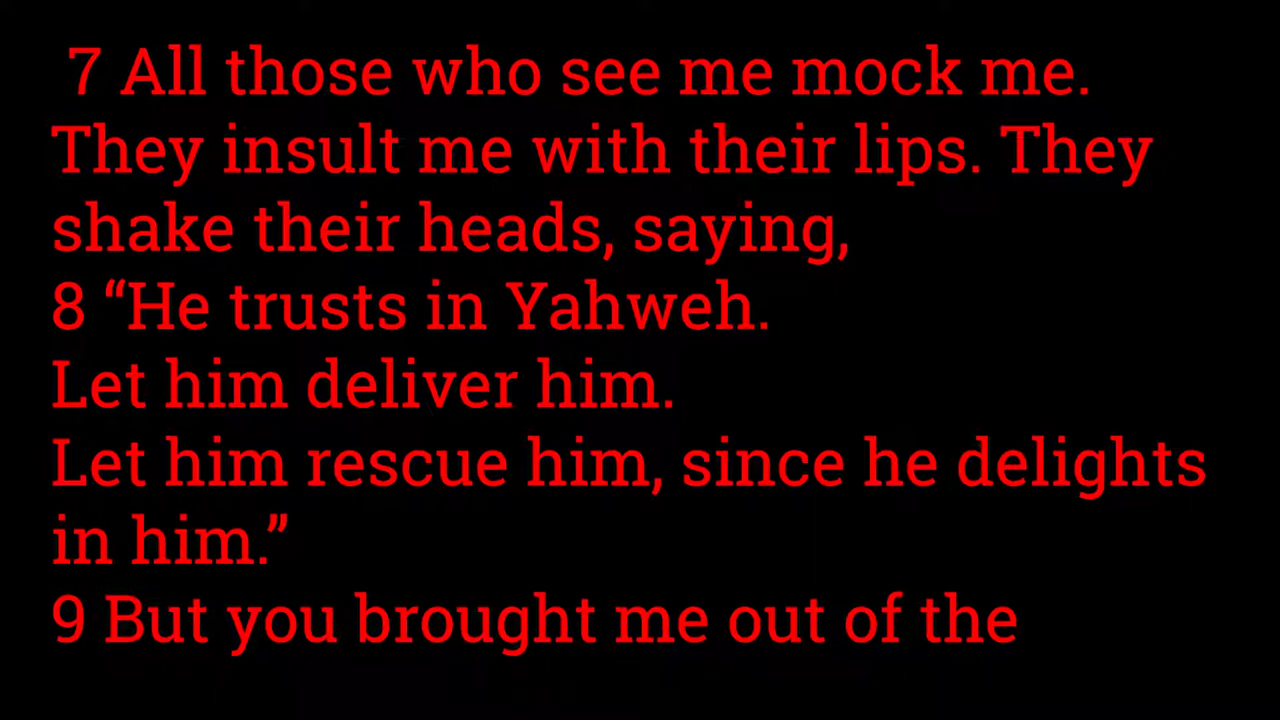 7 All those who see me mock me.
They insult me with their lips. They
shake their heads, saying,
8 “He trusts in Yahweh.
Let him deliver him.
Let him rescue him, since he delights
in him.”
9 But you brought me out of the